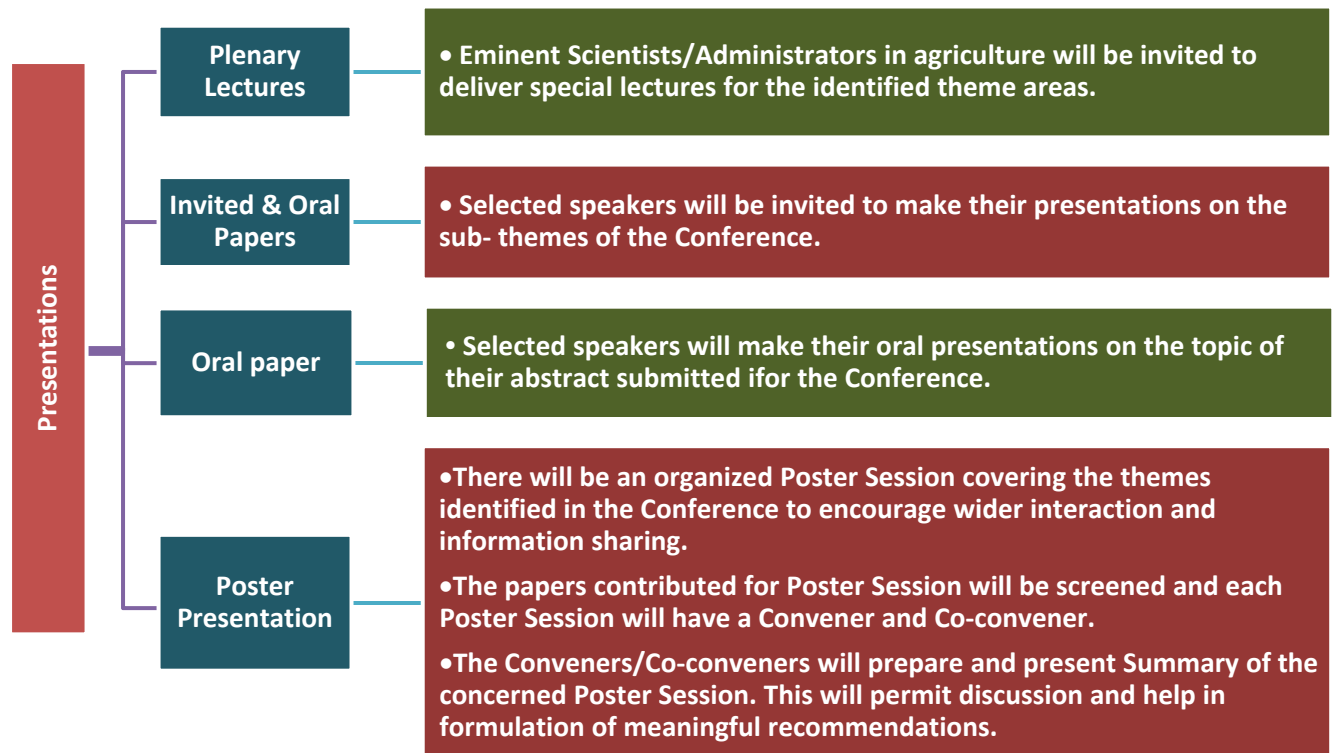 Presentations
Plenary
Lectures
• Eminent Scientists/Administrators in agriculture will be invited to
deliver special lectures for the identified theme areas.
Invited & Oral
Papers
• Selected speakers will be invited to make their presentations on the
sub- themes of the Conference.
Oral paper
• Selected speakers will make their oral presentations on the topic of
their abstract submitted ifor the Conference.
Poster
Presentation
•There will be an organized Poster Session covering the themes
identified in the Conference to encourage wider interaction and
information sharing.
•The papers contributed for Poster Session will be screened and each
Poster Session will have a Convener and Co-convener.
•The Conveners/Co-conveners will prepare and present Summary of the
concerned Poster Session. This will permit discussion and help in
formulation of meaningful recommendations.